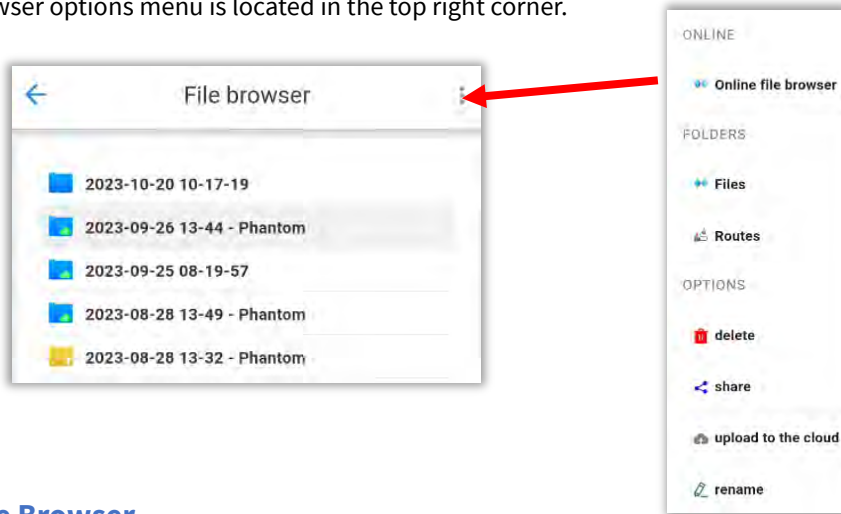 options menu is located in the top right corner.
File browser
2023-10-20 10-17-19
2023-09-26 13-44 - Phantom
2023-09-25 08-19-57
2023-08-28 13-49 - Phantom
2023-08-28 13-32 - Phantom
ONLINE
Online file browser
FOLDERS
Files
Routes
OPTIONS
delete
share
upload to the cloud
rename
Browser